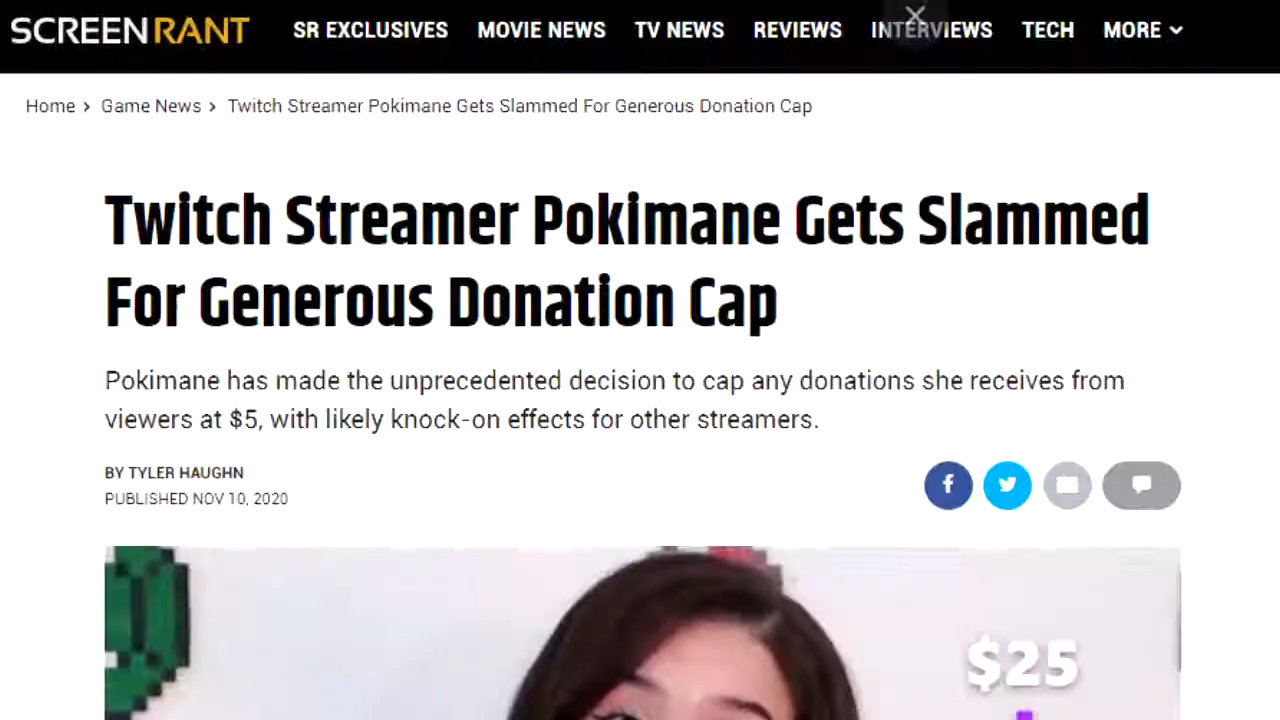 SCREENRANT SR EXCLUSIVES MOVIE NEWS TV NEWS REVIEWS INTERVIEWS TECH MORE
Home > Game News > Twitch Streamer Pokimane Gets Slammed For Generous Donation Cap
Twitch Streamer Pokimane Gets Slammed
For Generous Donation Cap
Pokimane has made the unprecedented decision to cap any donations she receives from
viewers at $5, with likely knock-on effects for other streamers.
BY TYLER HAUGHN
PUBLISHED NOV 10, 2020
$25